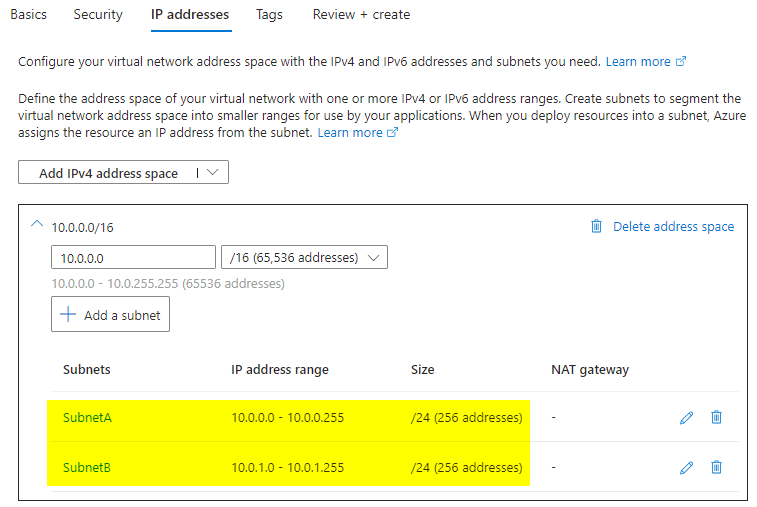 Basics Security IP addresses Tags Review + create
Configure your virtual network address space with the IPv4 and IPv6 addresses and subnets you need. Learn more
Define the address space of your virtual network with one or more IPv4 or IPv6 address ranges. Create subnets to segment the
virtual network address space into smaller ranges for use by your applications. When you deploy resources into a subnet, Azure
assigns the resource an IP address from the subnet. Learn more
Add IPv4 address space
10.0.0.0/16 Delete address space
10.0.0.0 /16 (65,536 addresses)
10.0.0.0 - 10.0.255.255 (65536 addresses)
Add a subnet
Subnets IP address range Size NAT gateway
SubnetA 10.0.0.0 - 10.0.0.255 /24 (256 addresses) -
SubnetB 10.0.1.0 - 10.0.1.255 /24 (256 addresses) -